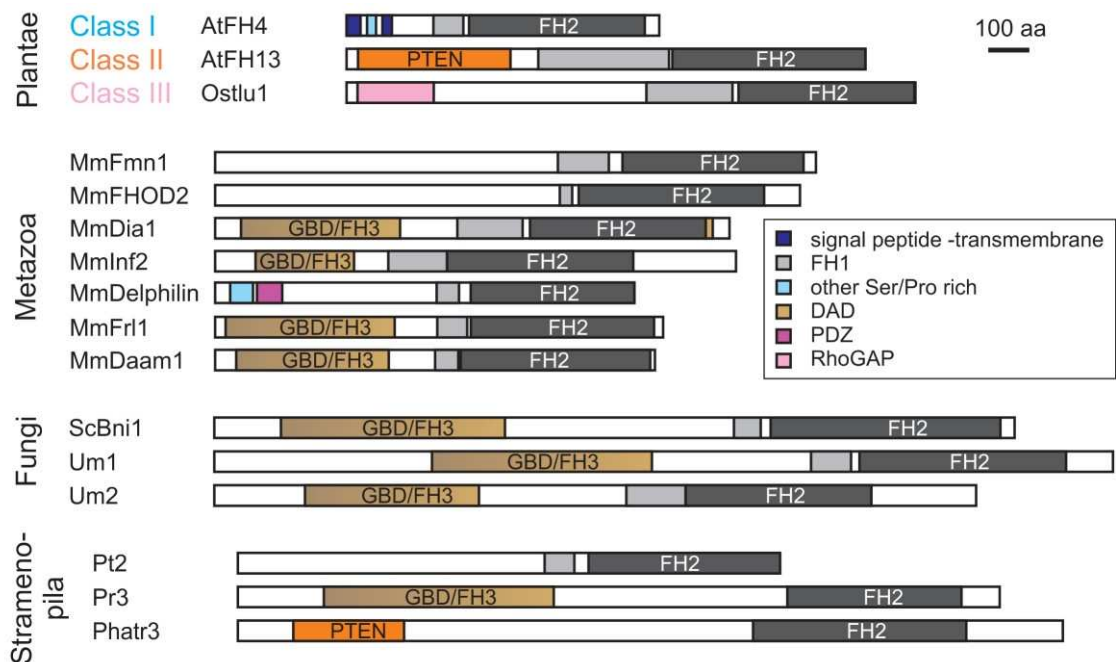 Plantae
Class I AtFH4 FH2
Class II AtFH13 PTEN FH2
Class III Ostlu1 FH2
100 aa
Metazoa
MmFmn1 FH2
MmFHOD2 FH2
MmDia1 GBD/FH3 FH2
MmInf2 GBD/FH3 FH2
MmDelphilin FH2
MmFrl1 GBD/FH3 FH2
MmDaam1 GBD/FH3 FH2
signal peptide -transmembrane
FH1
other Ser/Pro rich
DAD
PDZ
RhoGAP
Fungi
ScBni1 GBD/FH3 FH2
Um1 GBD/FH3 FH2
Um2 GBD/FH3 FH2
Strameno-
pila
Pt2 FH2
Pr3 GBD/FH3 FH2
Phatr3 PTEN FH2